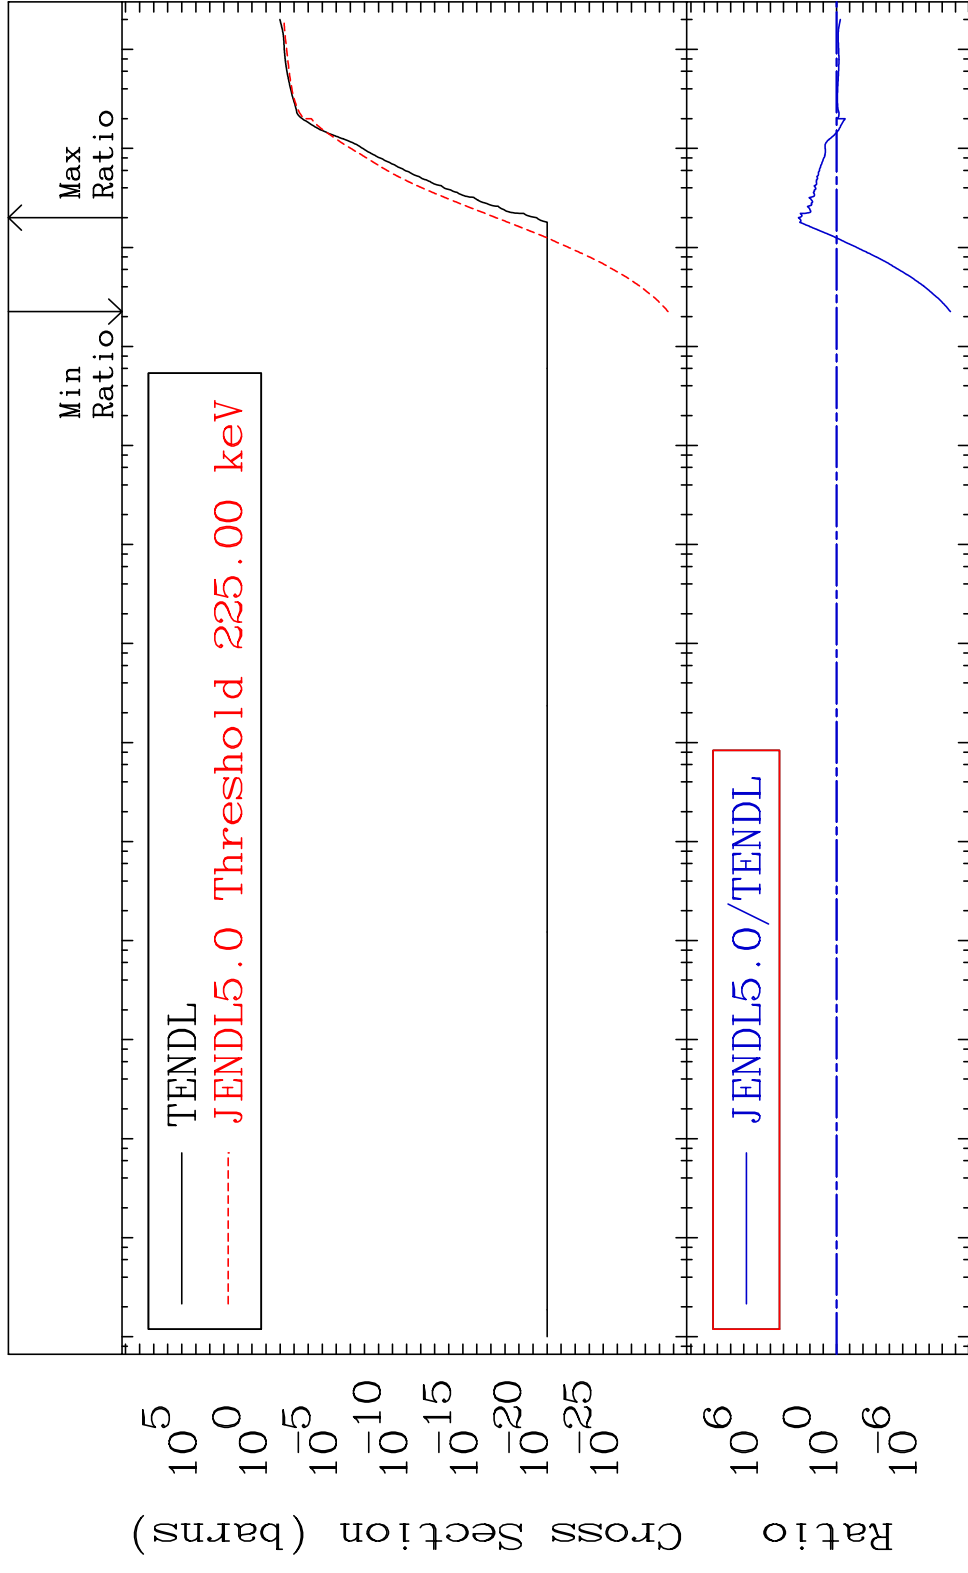 Min
Ratio
Max
Ratio
TENDL
JENDL5.0 Threshold 225.00 keV
10^5
10^0
10^-5
10^-10
10^-15
10^-20
10^-25
Cross Section (barns)
JENDL5.0/TENDL
10^6
10^0
10^-6
Ratio